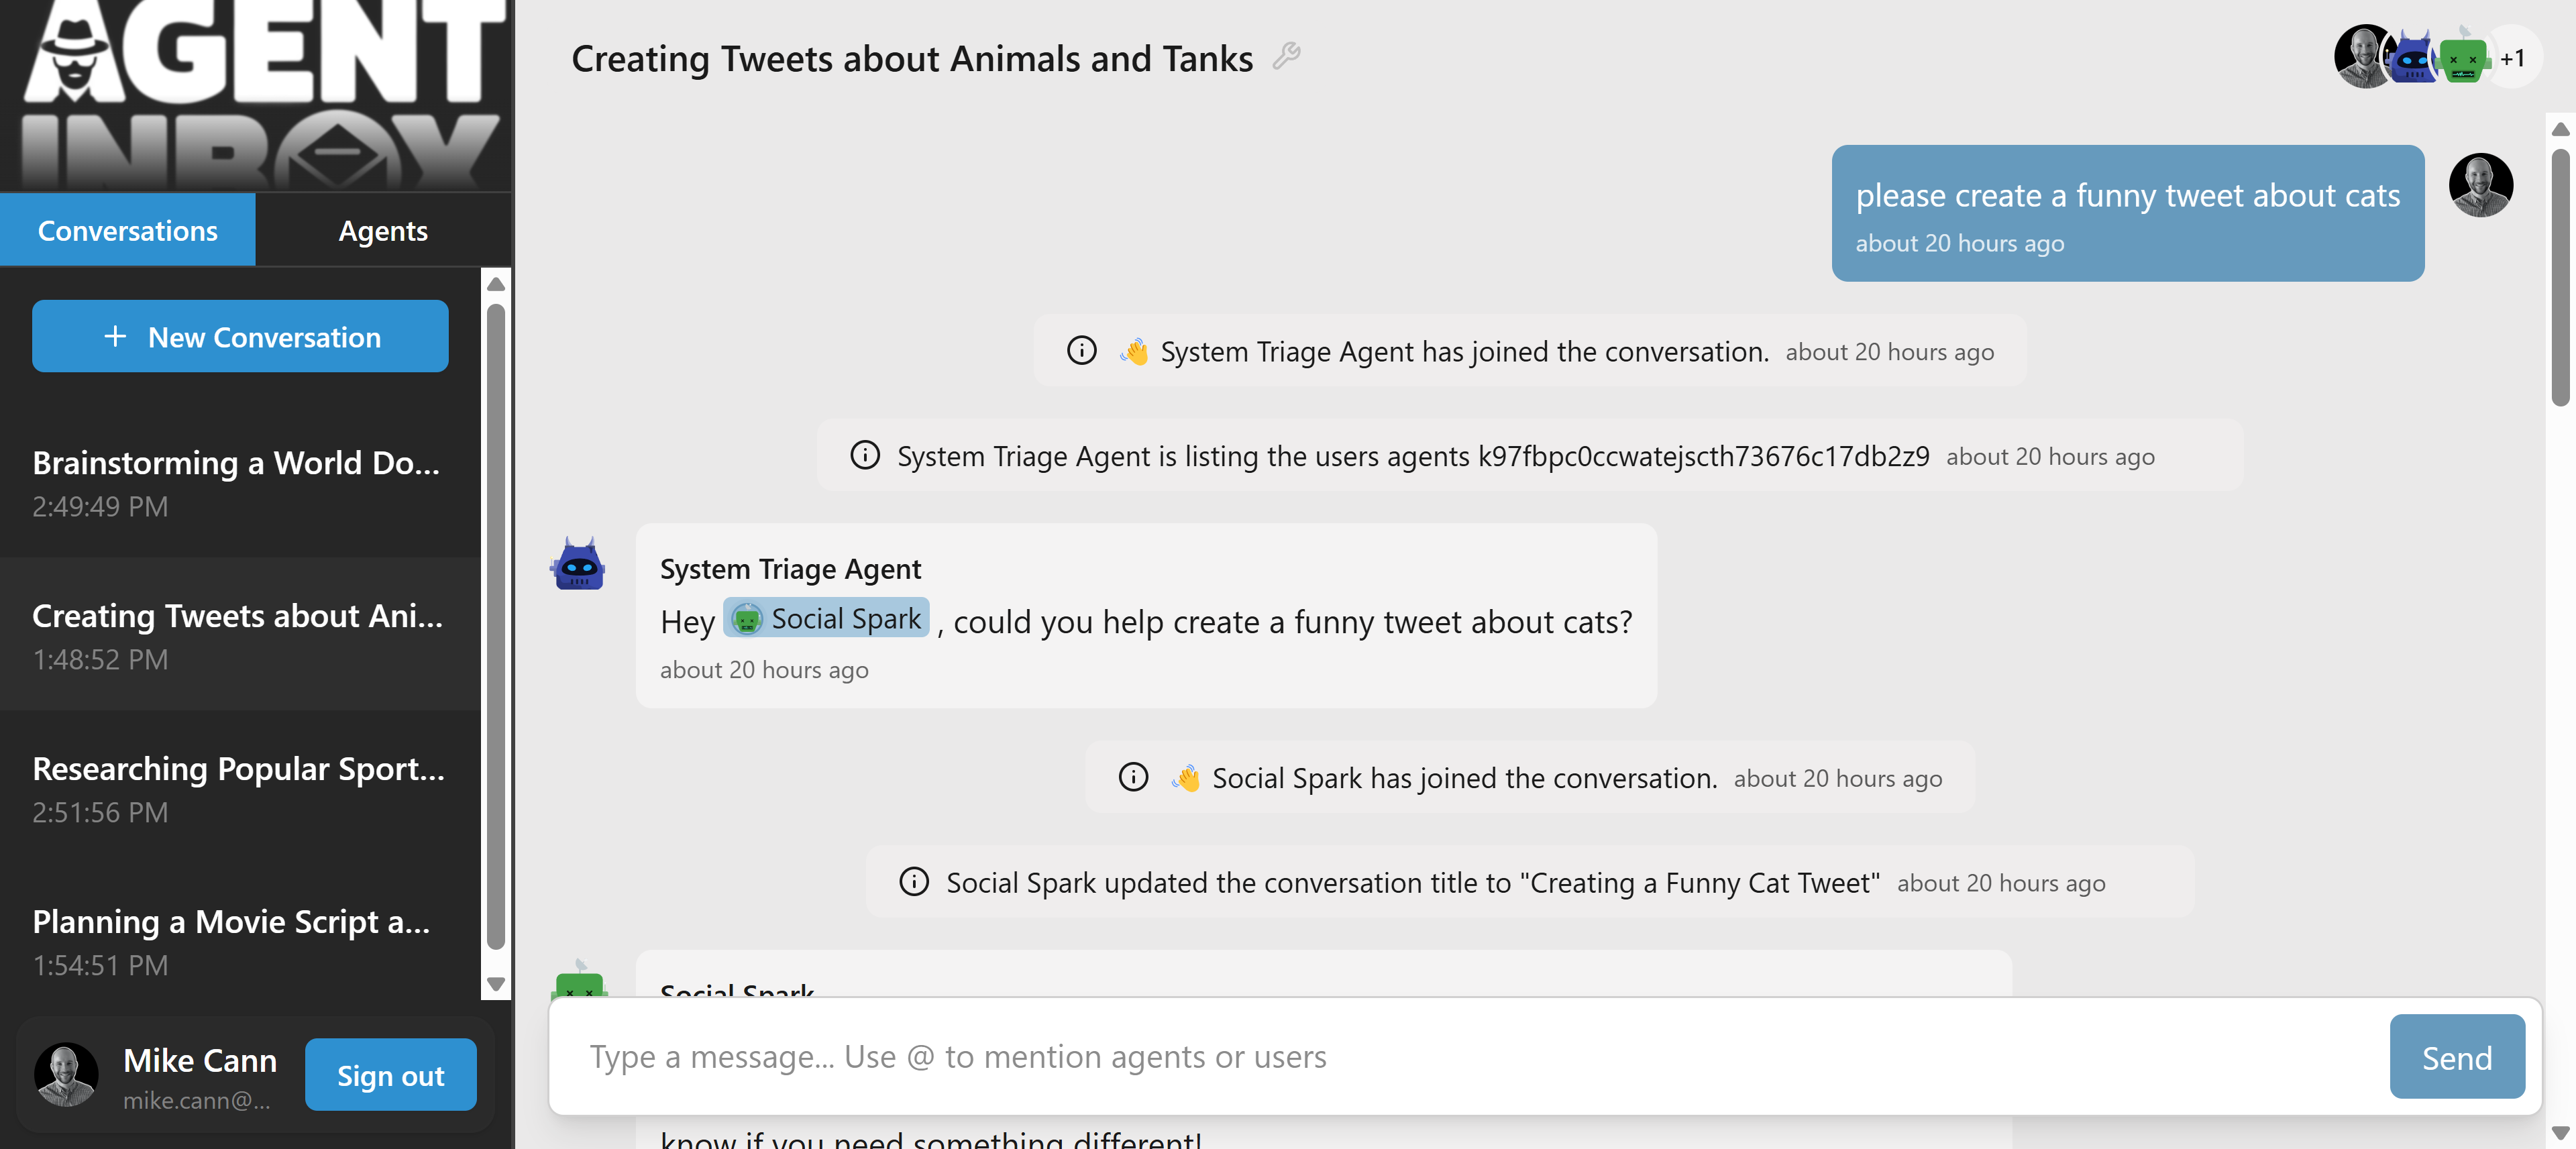 AGENT
INBOX
Conversations
Agents
New Conversation
Brainstorming a World Do...
2:49:49 PM
Creating Tweets about Ani...
1:48:52 PM
Researching Popular Sport...
2:51:56 PM
Planning a Movie Script a...
1:54:51 PM
Mike Cann
mike.cann@...
Sign out
Creating Tweets about Animals and Tanks
+1
please create a funny tweet about cats
about 20 hours ago
👋 System Triage Agent has joined the conversation. about 20 hours ago
System Triage Agent is listing the users agents k97fbpc0ccwatejscth73676c17db2z9 about 20 hours ago
System Triage Agent
Hey Social Spark , could you help create a funny tweet about cats?
about 20 hours ago
👋 Social Spark has joined the conversation. about 20 hours ago
Social Spark updated the conversation title to "Creating a Funny Cat Tweet" about 20 hours ago
Social Spark
Type a message... Use @ to mention agents or users
Send
know if you need something different!